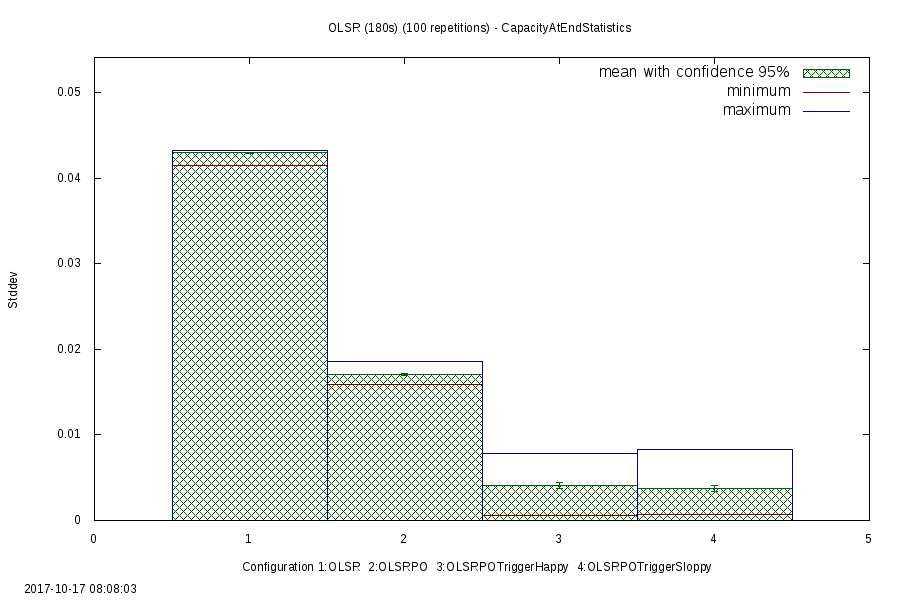 OLSR (180s) (100 repetitions) - CapacityAtEndStatistics
mean with confidence 95%
minimum
maximum
Stddev
0.05
0.04
0.03
0.02
0.01
0
0 1 2 3 4 5
Configuration 1:OLSR 2:OLSRPO 3:OLSRPOTriggerHappy 4:OLSRPOTriggerSloppy
2017-10-17 08:08:03